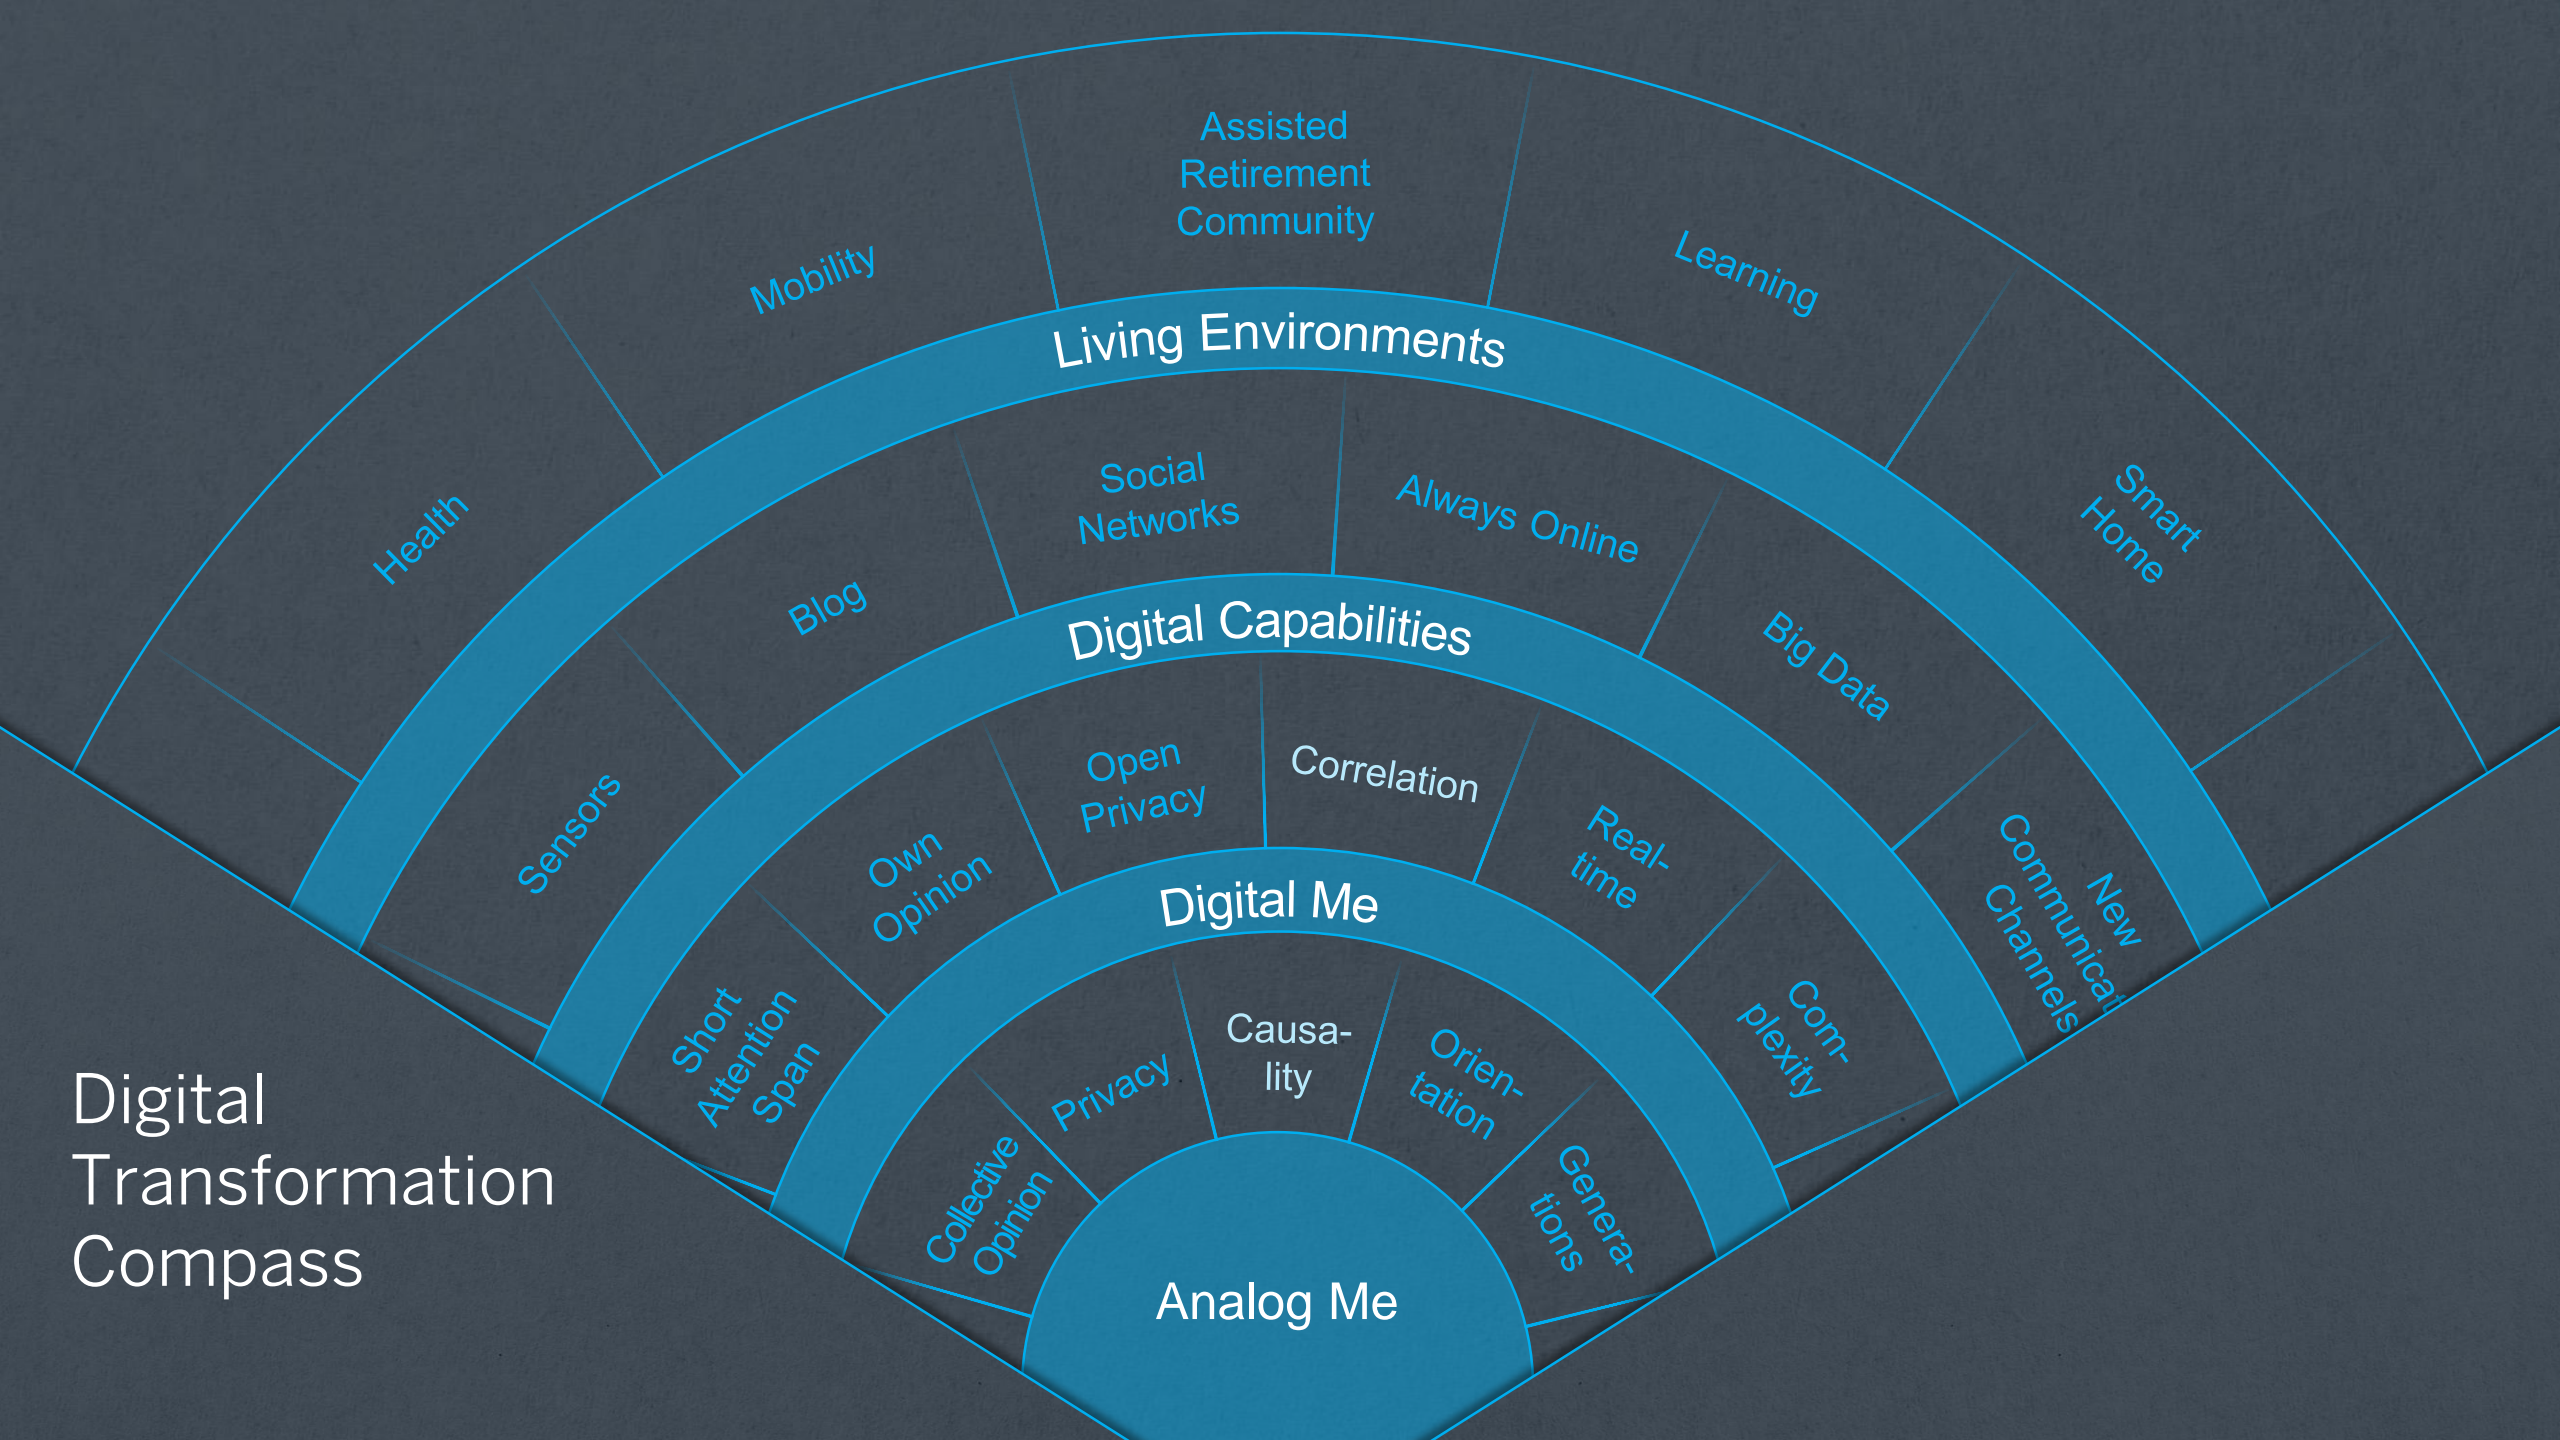 Assisted
Retirement
Community
Mobility
Learning
Health
Smart
Home
Living Environments
Social
Networks
Always Online
Blog
Big Data
Sensors
New
Channels
Digital Capabilities
Open
Privacy
Correlation
Own
Opinion
Real-
time
Short
Attention
Span
Com-
plexity
Digital Me
Privacy
Causa-
lity
Orien-
tation
Collective
Opinion
Genera-
tions
Analog Me
Digital
Transformation
Compass